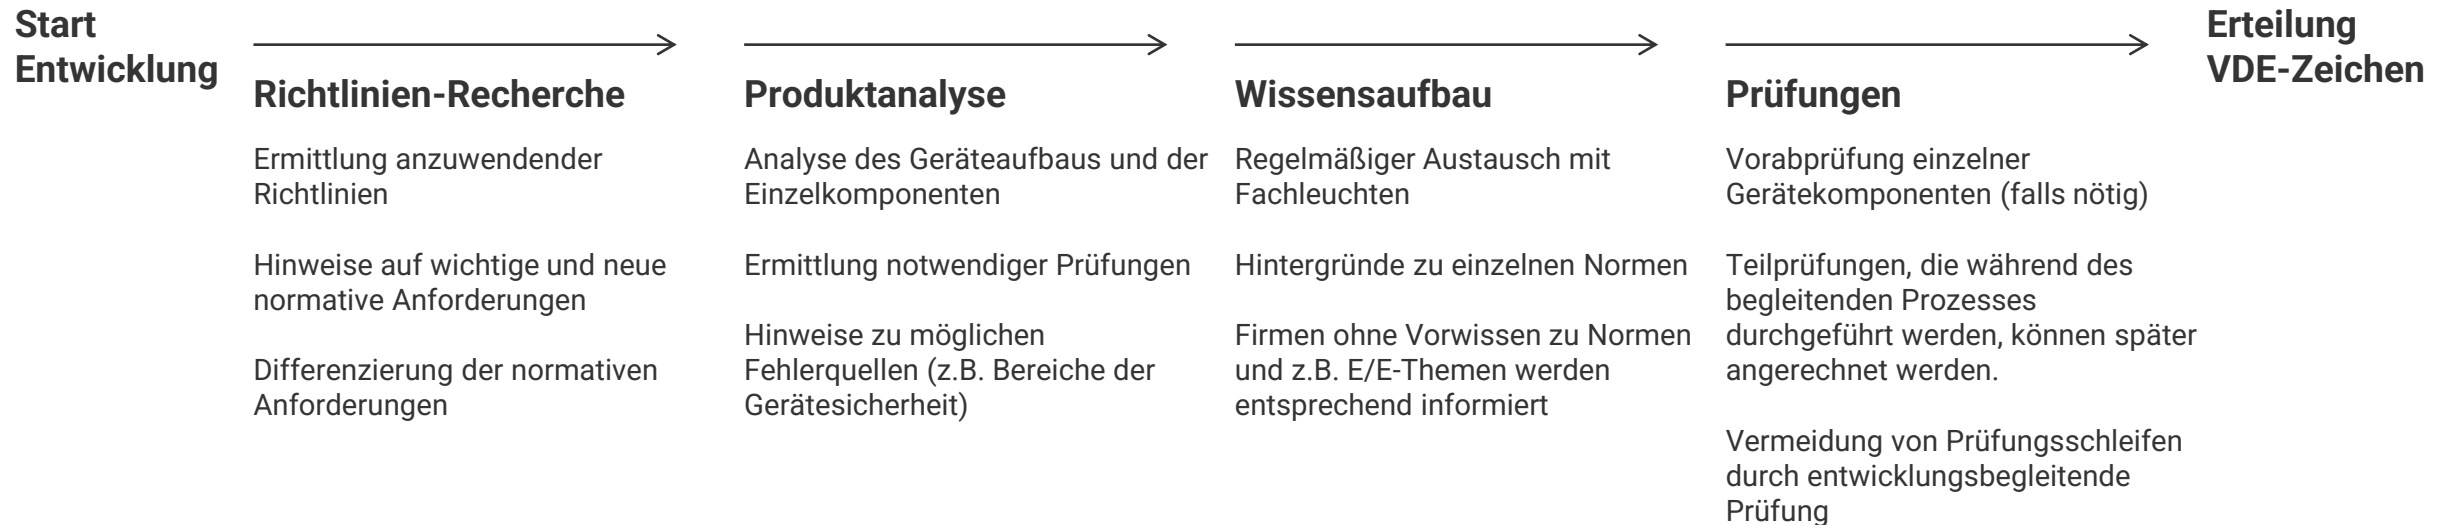 Start
Entwicklung
Richtlinien-Recherche
Ermittlung anzuwendender
Richtlinien
Hinweise auf wichtige und neue
normative Anforderungen
Differenzierung der normativen
Anforderungen
Produktanalyse
Analyse des Geräteaufbaus und der
Einzelkomponenten
Ermittlung notwendiger Prüfungen
Hinweise zu möglichen
Fehlerquellen (z.B. Bereiche der
Gerätesicherheit)
Wissensaufbau
Regelmäßiger Austausch mit
Fachleuchten
Hintergründe zu einzelnen Normen
Firmen ohne Vorwissen zu Normen
und z.B. E/E-Themen werden
entsprechend informiert
Prüfungen
Vorabprüfung einzelner
Gerätekomponenten (falls nötig)
Teilprüfungen, die während des
begleitenden Prozesses
durchgeführt werden, können später
angerechnet werden.
Vermeidung von Prüfungsschleifen
durch entwicklungsbegleitende
Prüfung
Erteilung
VDE-Zeichen